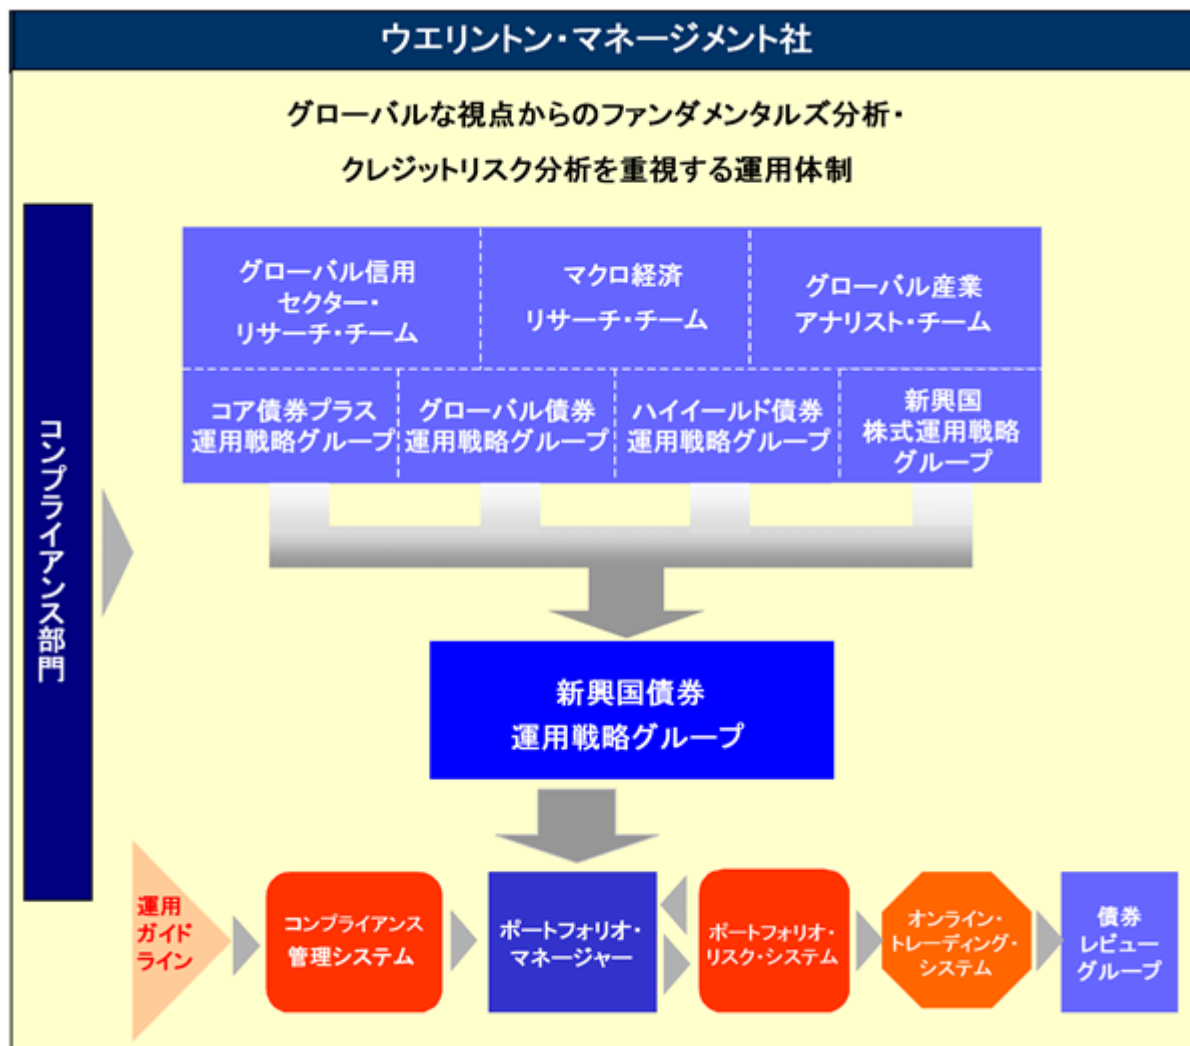 ウエリントン・マネージメント社
グローバルな視点からのファンダメンタルズ分析・
クレジットリスク分析を重視する運用体制
コンプライアンス部門
グローバル信用
セクター・
リサーチ・チーム
マクロ経済
リサーチ・チーム
グローバル産業
アナリスト・チーム
コア債券プラス
運用戦略グループ
グローバル債券
運用戦略グループ
ハイイールド債券
運用戦略グループ
新興国
株式運用戦略
グループ
新興国債券
運用戦略グループ
運用
ガイド
ライン
コンプライアンス
管理システム
ポートフォリオ・
マネージャー
ポートフォリオ・
リスク・システム
オンライン・
トレーディング・
システム
債券
レビュー
グループ